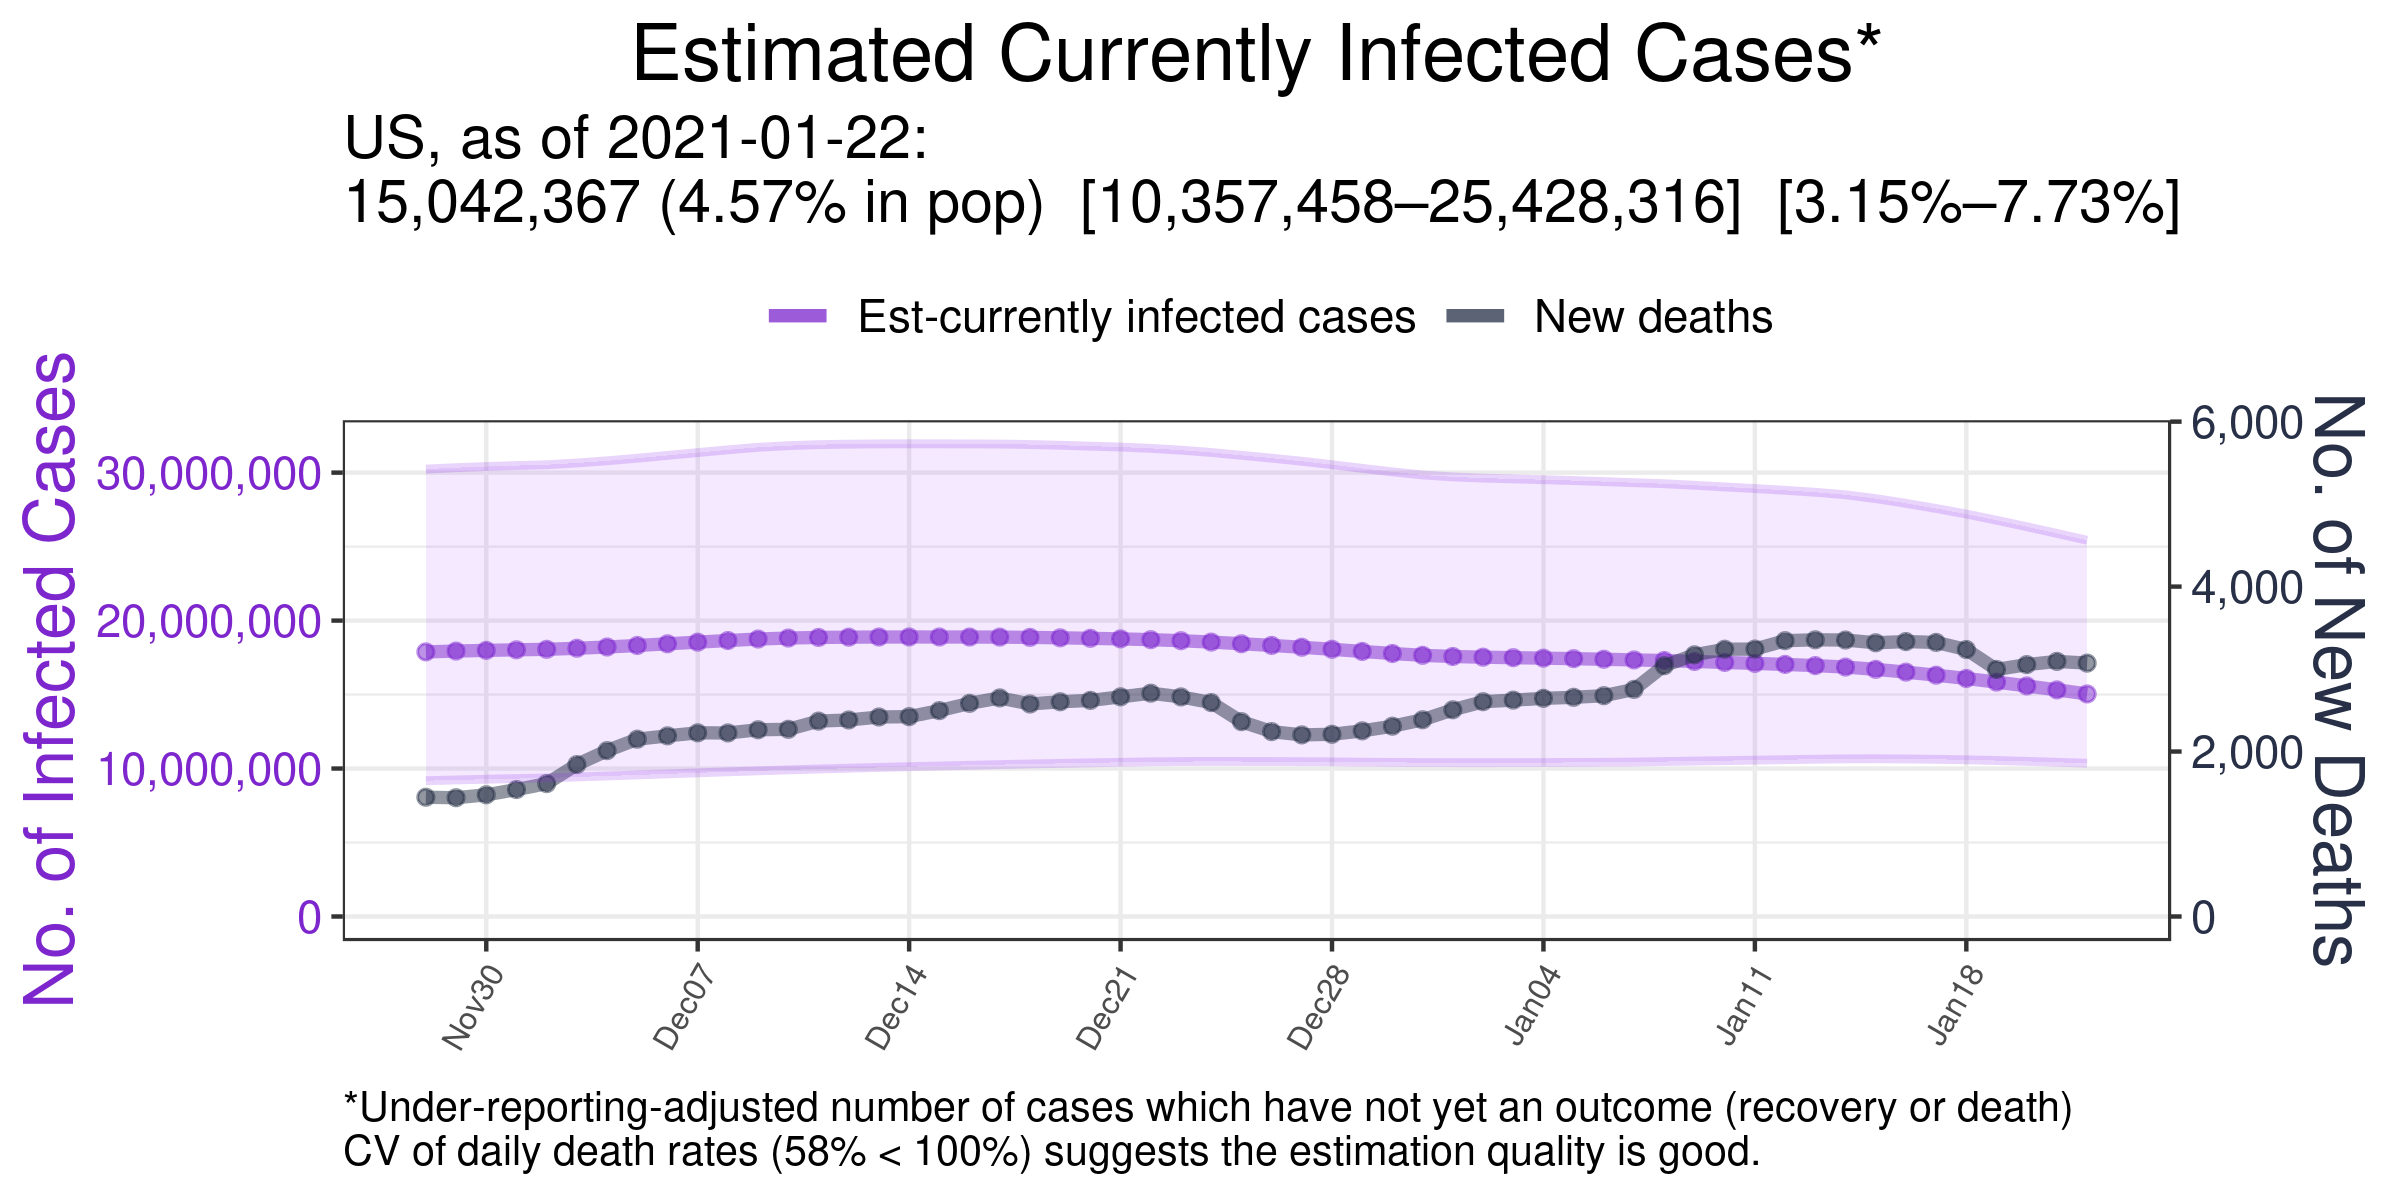 Estimated Currently Infected Cases*
US, as of 2021-01-22:
15,042,367 (4.57% in pop)  [10,357,458–25,428,316]  [3.15%–7.73%]
Est-currently infected cases
New deaths
No. of Infected Cases
30,000,000
20,000,000
10,000,000
0
6,000
4,000
2,000
0
No. of New Deaths
Nov30
Dec07
Dec14
Dec21
Dec28
Jan04
Jan11
Jan18
*Under-reporting-adjusted number of cases which have not yet an outcome (recovery or death)
CV of daily death rates (58% < 100%) suggests the estimation quality is good.